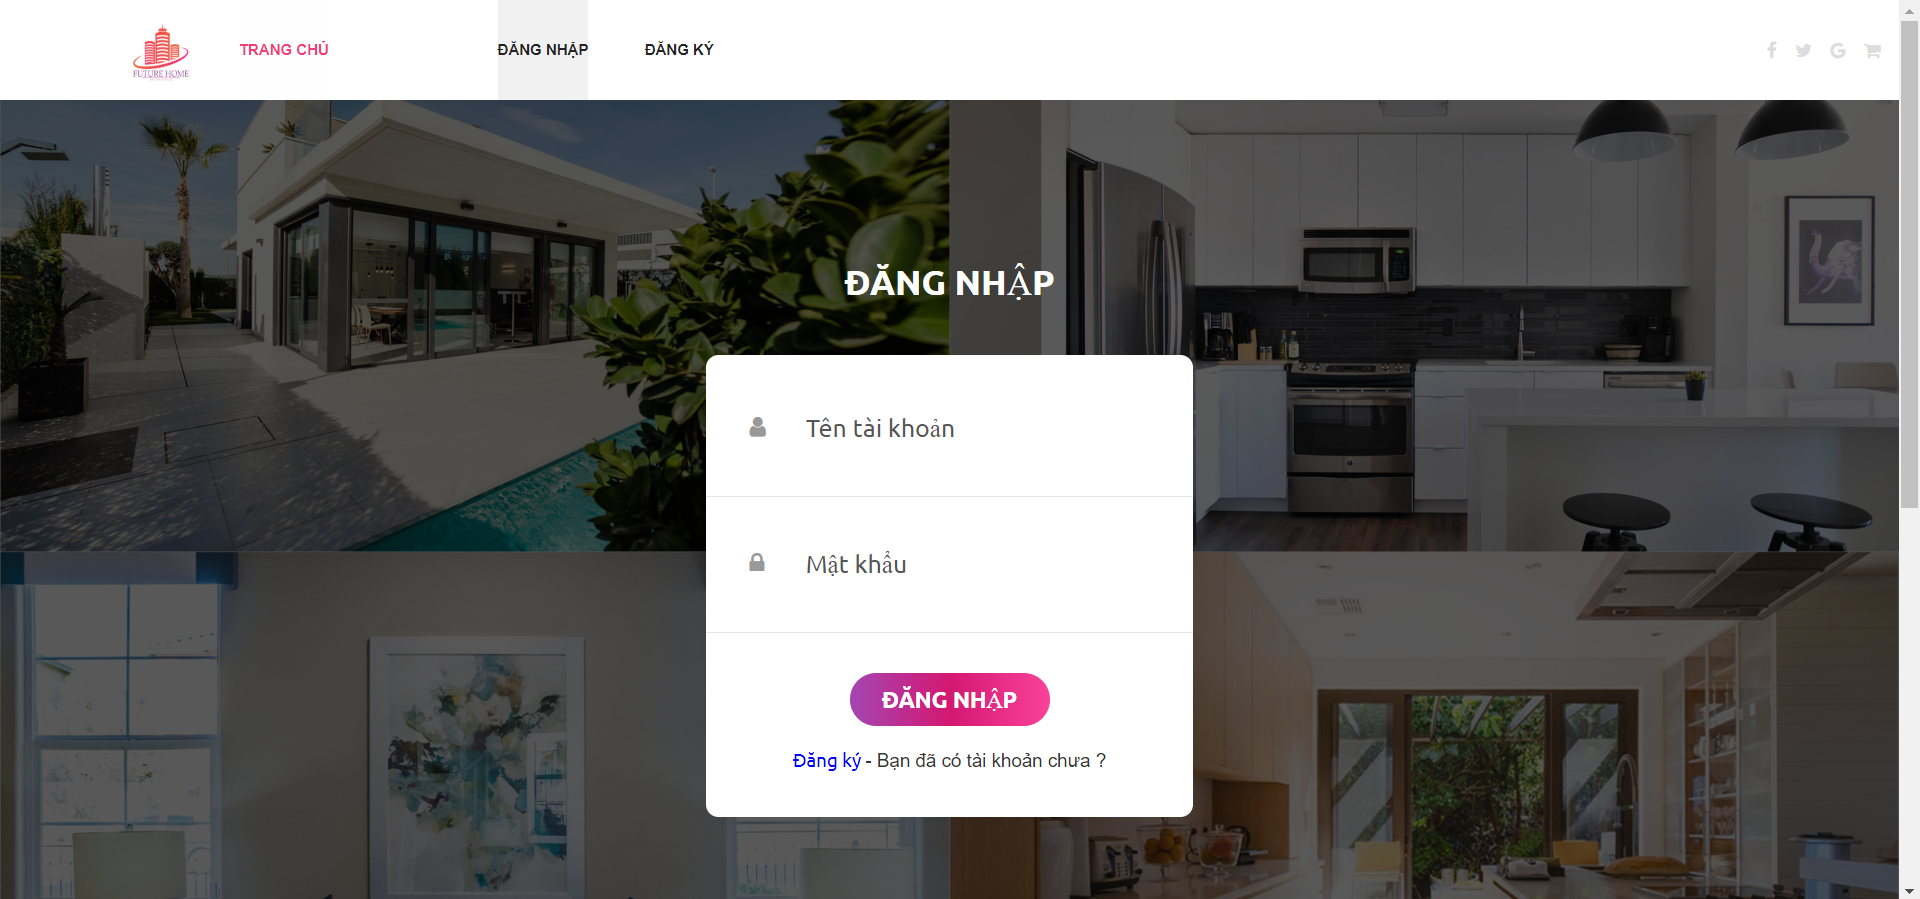 FUTURE HOME
TRANG CHỦ
ĐĂNG NHẬP
ĐĂNG KÝ
ĐĂNG NHẬP
Tên tài khoản
Mật khẩu
ĐĂNG NHẬP
Đăng ký - Bạn đã có tài khoản chưa ?